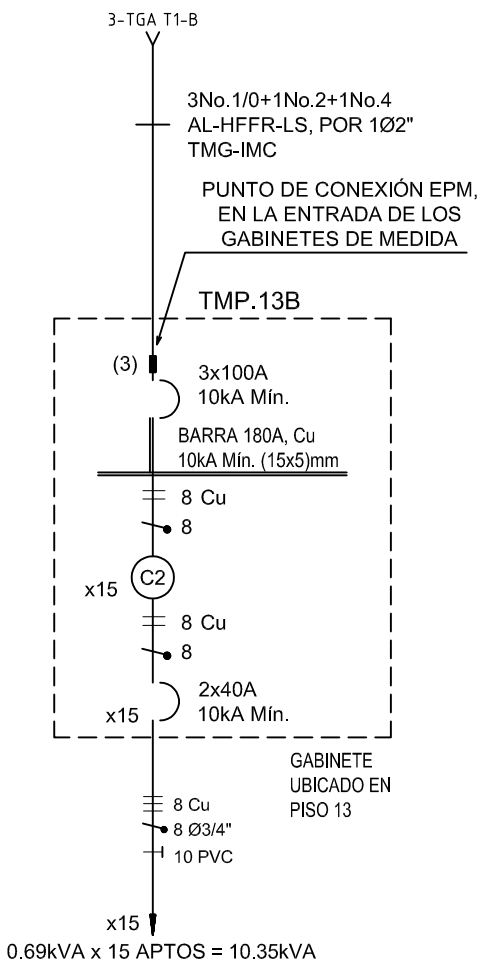 3-TGA T1-B
3No.1/0+1No.2+1No.4
AL-HFFR-LS, POR 1Ø2"
TMG-IMC
PUNTO DE CONEXIÓN EPM,
EN LA ENTRADA DE LOS
GABINETES DE MEDIDA
TMP.13B
(3)
3x100A
10kA Mín.
BARRA 180A, Cu
10kA Mín. (15x5)mm
8 Cu
8
C2
x15
8 Cu
8
2x40A
x15
10kA Mín.
GABINETE
UBICADO EN
PISO 13
8 Cu
8 Ø3/4"
10 PVC
x15
0.69kVA x 15 APTOS = 10.35kVA